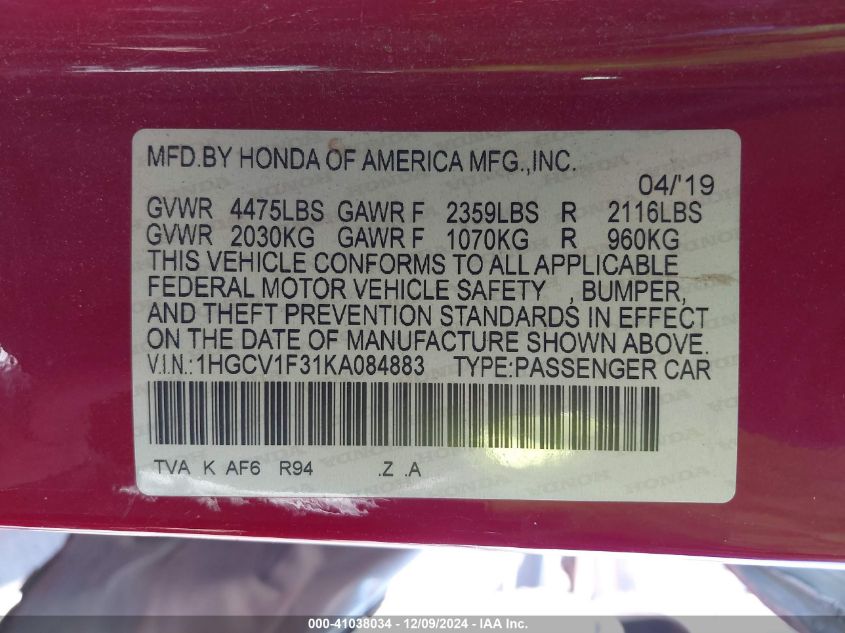 MFD.BY HONDA OF AMERICA MFG.,INC.
04/'19
GVWR 4475LBS GAWR F 2359LBS R 2116LBS
GVWR 2030KG GAWR F 1070KG R 960KG
THIS VEHICLE CONFORMS TO ALL APPLICABLE
FEDERAL MOTOR VEHICLE SAFETY , BUMPER,
AND THEFT PREVENTION STANDARDS IN EFFECT
ON THE DATE OF MANUFACTURE SHOWN ABOVE.
V.I.N.:1HGCV1F31KA084883 TYPE:PASSENGER CAR
TVA K AF6 R94 .Z .A
000-41038034 - 12/09/2024 - IAA Inc.